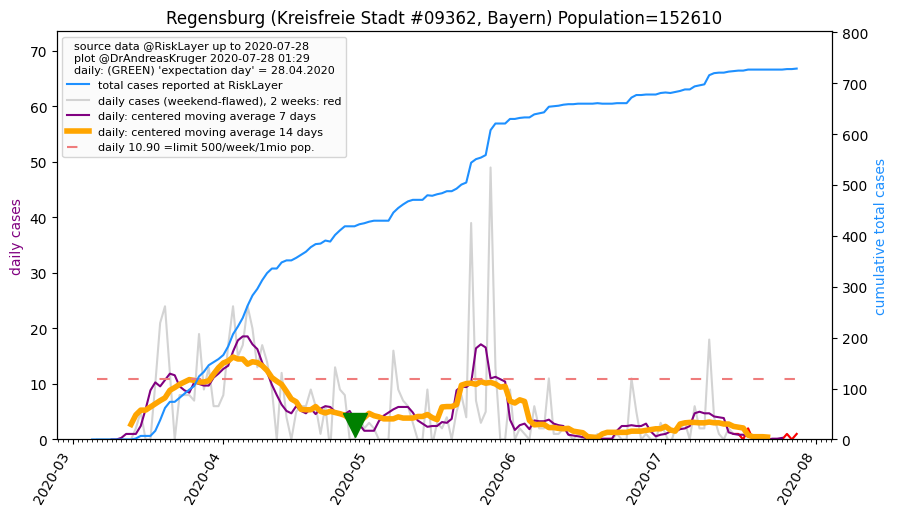 Regensburg (Kreisfreie Stadt #09362, Bayern) Population=152610
source data @RiskLayer up to 2020-07-28
plot @DrAndreasKruger 2020-07-28 01:29
daily: (GREEN) 'expectation day' = 28.04.2020
total cases reported at RiskLayer
daily cases (weekend-flawed), 2 weeks: red
daily: centered moving average 7 days
daily: centered moving average 14 days
daily 10.90 =limit 500/week/1mio pop.
daily cases
70
60
50
40
30
20
10
0
cumulative total cases
800
700
600
500
400
300
200
100
0
2020-03
2020-04
2020-05
2020-06
2020-07
2020-08